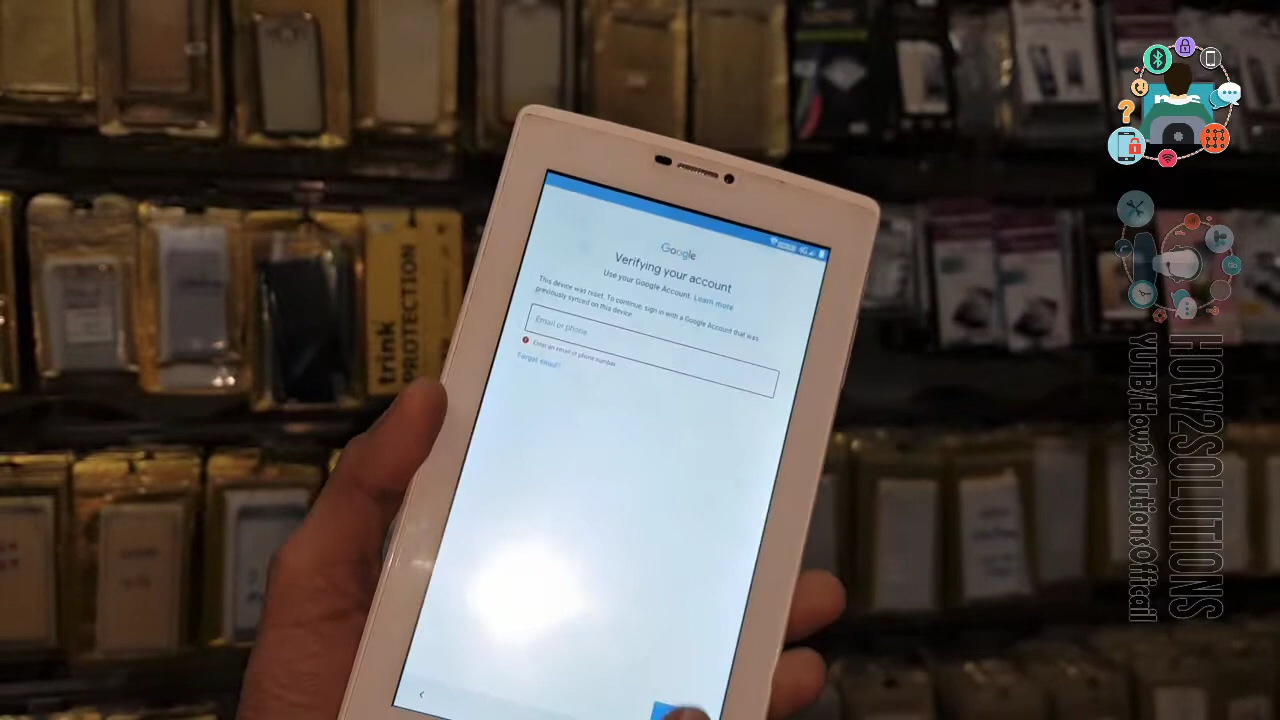 Google
Verifying your account
Use your Google Account. Learn more
This device was reset. To continue, sign in with a Google Account that was
previously synced on this device.
Email or phone
Enter an email or phone number
Forgot email?
trink
PROTECTION
HOW2SOLUTIONS
YUTB/How2SolutionsOfficail